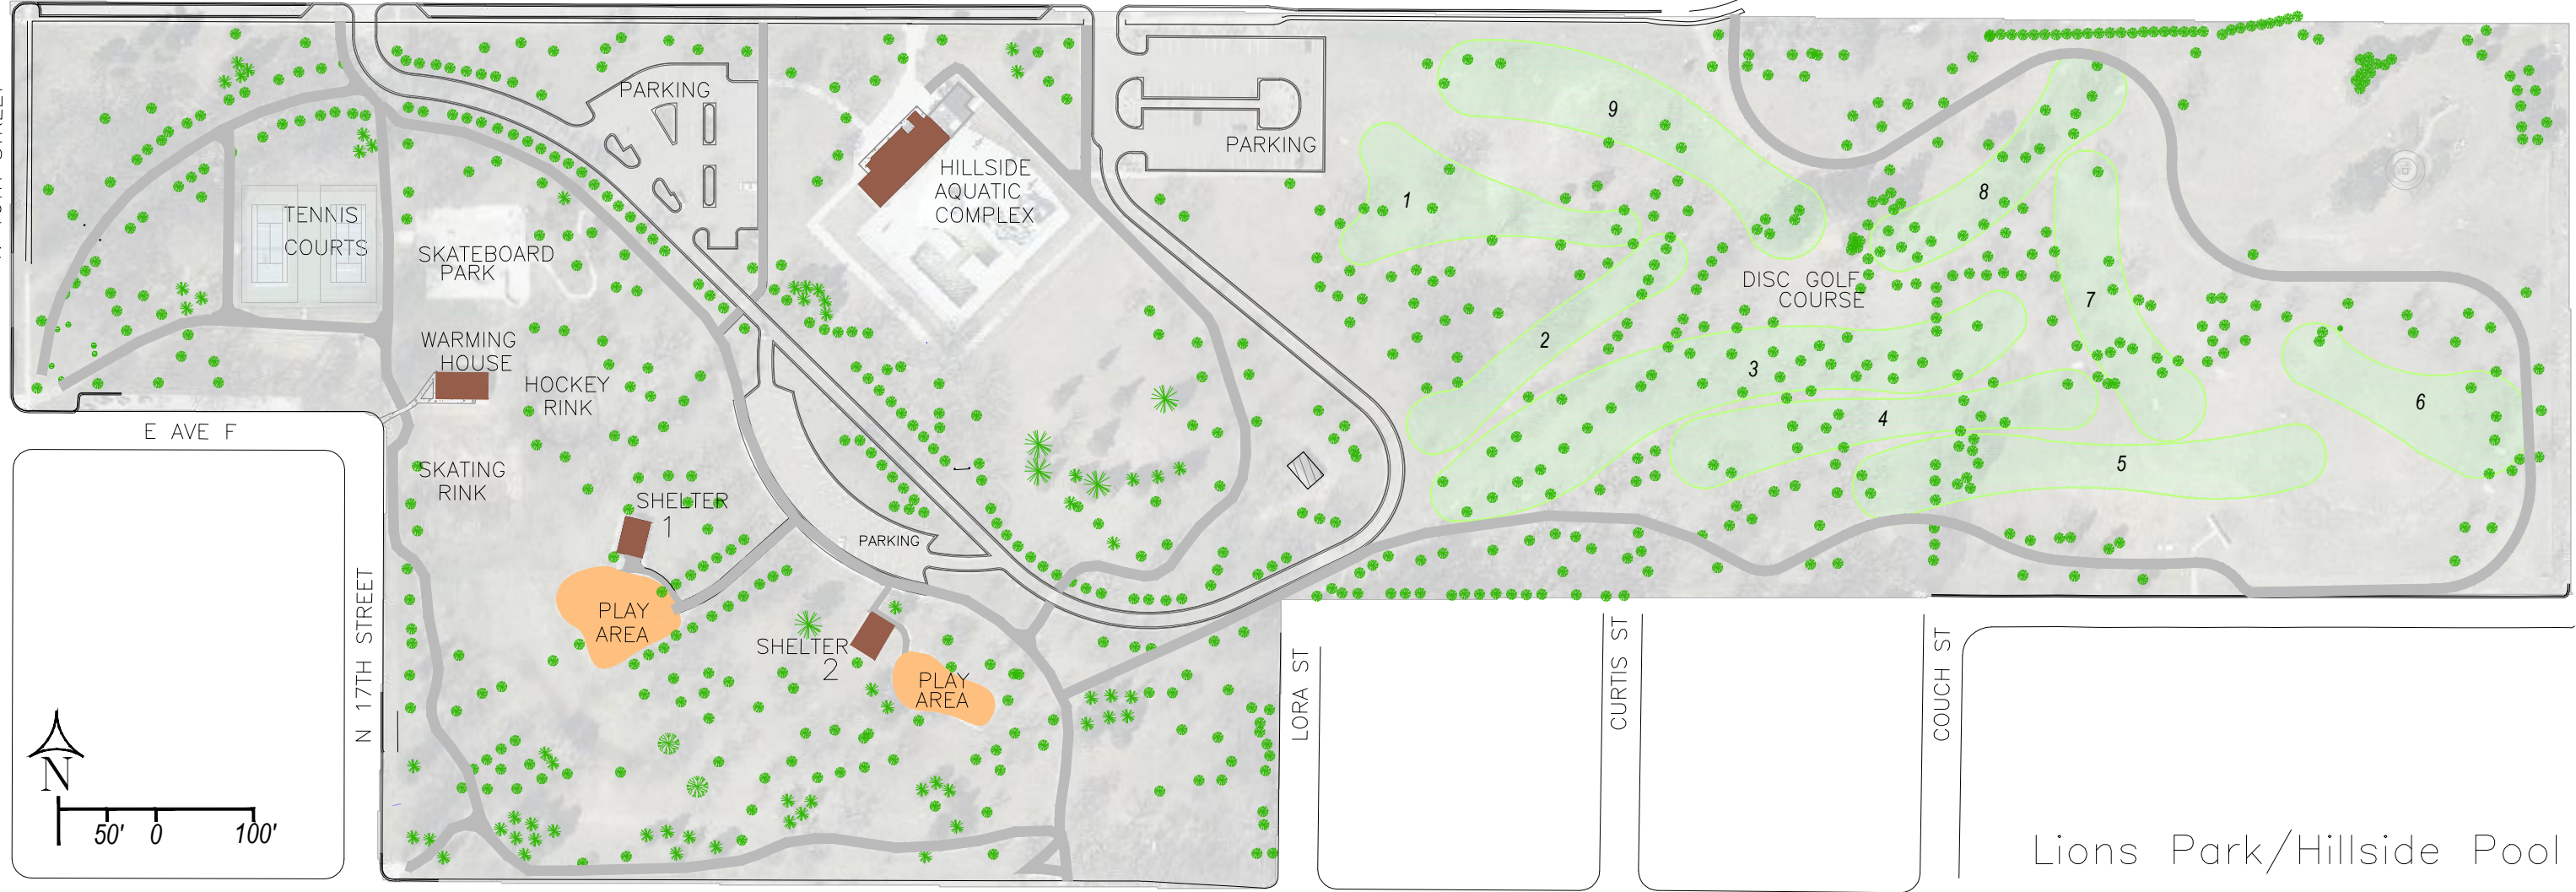 PARKING
9
HILLSIDE
AQUATIC
COMPLEX
PARKING
1
8
TENNIS
COURTS
SKATEBOARD
PARK
DISC GOLF
COURSE
7
WARMING
HOUSE
2
HOCKEY
RINK
3
6
E AVE F
4
SKATING
RINK
5
SHELTER
1
PARKING
PLAY
AREA
SHELTER
2
PLAY
AREA
N 17TH STREET
LORA ST
CURTIS ST
COUCH ST
N
50' 0 100'
Lions Park/Hillside Pool